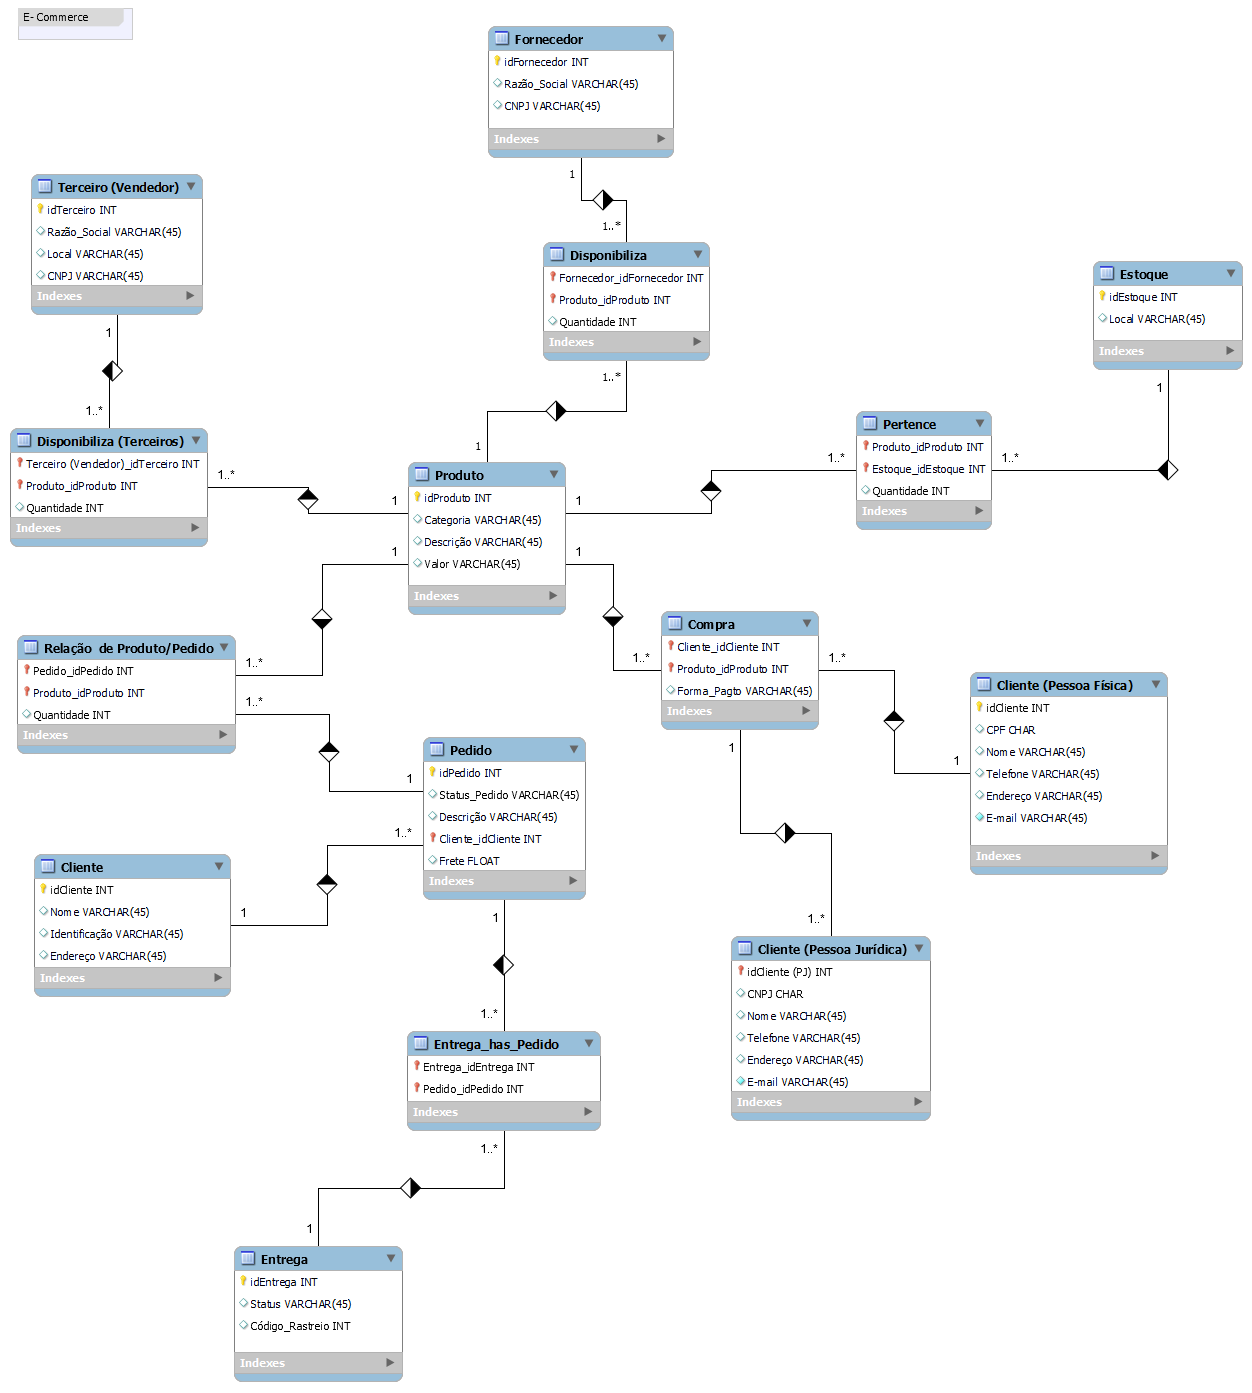 E- Commerce
Fornecedor
idFornecedor INT
Razão_Social VARCHAR(45)
CNPJ VARCHAR(45)
Indexes
1
1..*
Terceiro (Vendedor)
idTerceiro INT
Razão_Social VARCHAR(45)
Local VARCHAR(45)
CNPJ VARCHAR(45)
Indexes
1
1..*
Disponibiliza
Fornecedor_idFornecedor INT
Produto_idProduto INT
Quantidade INT
Indexes
1..*
1
Estoque
idEstoque INT
Local VARCHAR(45)
Indexes
1
1..*
Disponibiliza (Terceiros)
Terceiro (Vendedor)_idTerceiro INT
Produto_idProduto INT
Quantidade INT
Indexes
1..*
1
Pertence
Produto_idProduto INT
Estoque_idEstoque INT
Quantidade INT
Indexes
1..*
1
Produto
idProduto INT
Categoria VARCHAR(45)
Descrição VARCHAR(45)
Valor VARCHAR(45)
Indexes
1
1
Relação  de Produto/Pedido
Pedido_idPedido INT
Produto_idProduto INT
Quantidade INT
Indexes
1..*
1..*
Compra
Cliente_idCliente INT
Produto_idProduto INT
Forma_Pagto VARCHAR(45)
Indexes
1..*
1..*
1
Cliente (Pessoa Física)
idCliente INT
CPF CHAR
Nome VARCHAR(45)
Telefone VARCHAR(45)
Endereço VARCHAR(45)
E-mail VARCHAR(45)
Indexes
1
Pedido
idPedido INT
Status_Pedido VARCHAR(45)
Descrição VARCHAR(45)
Cliente_idCliente INT
Frete FLOAT
Indexes
1
1..*
1
Cliente
idCliente INT
Nome VARCHAR(45)
Identificação VARCHAR(45)
Endereço VARCHAR(45)
Indexes
1
1..*
Cliente (Pessoa Jurídica)
idCliente (PJ) INT
CNPJ CHAR
Nome VARCHAR(45)
Telefone VARCHAR(45)
Endereço VARCHAR(45)
E-mail VARCHAR(45)
Indexes
1..*
Entrega_has_Pedido
Entrega_idEntrega INT
Pedido_idPedido INT
Indexes
1..*
1
Entrega
idEntrega INT
Status VARCHAR(45)
Código_Rastreio INT
Indexes